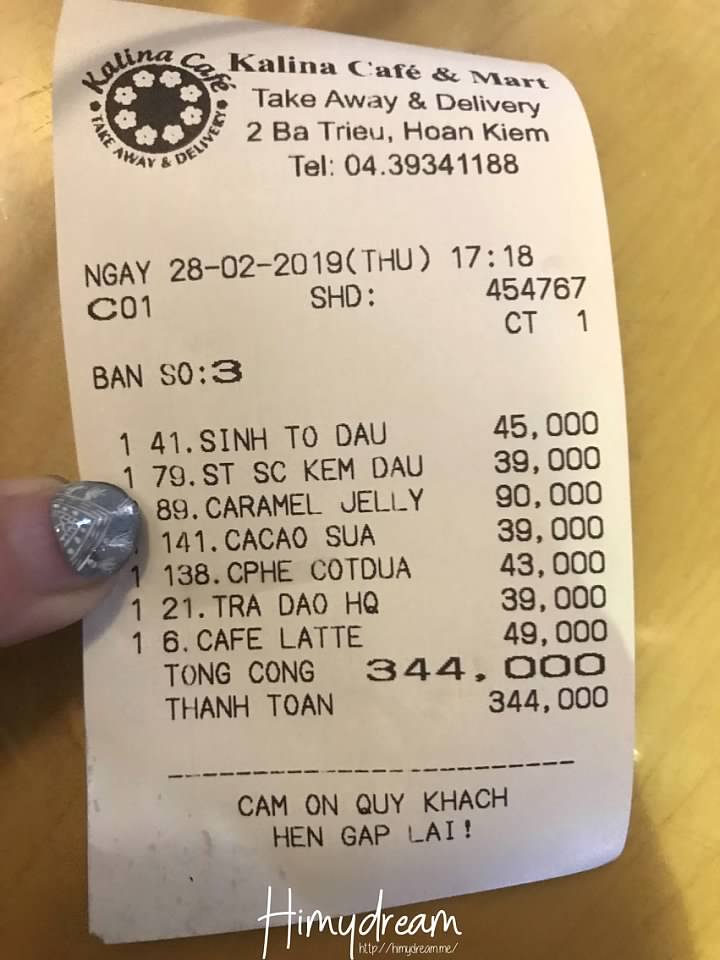 Kalina Café
TAKE AWAY & DELIVERY
Kalina Café & Mart
Take Away & Delivery
2 Ba Trieu, Hoan Kiem
Tel: 04.39341188
NGAY 28-02-2019(THU) 17:18
C01 SHD: 454767
CT 1
BAN SO:3
1 41.SINH TO DAU 45,000
1 79.ST SC KEM DAU 39,000
89.CARAMEL JELLY 90,000
141.CACAO SUA 39,000
1 138.CPHE COTDUA 43,000
1 21.TRA DAO HQ 39,000
1 6.CAFE LATTE 49,000
TONG CONG 344,000
THANH TOAN 344,000
CAM ON QUY KHACH
HEN GAP LAI!
Himydream
http://himydream.me/